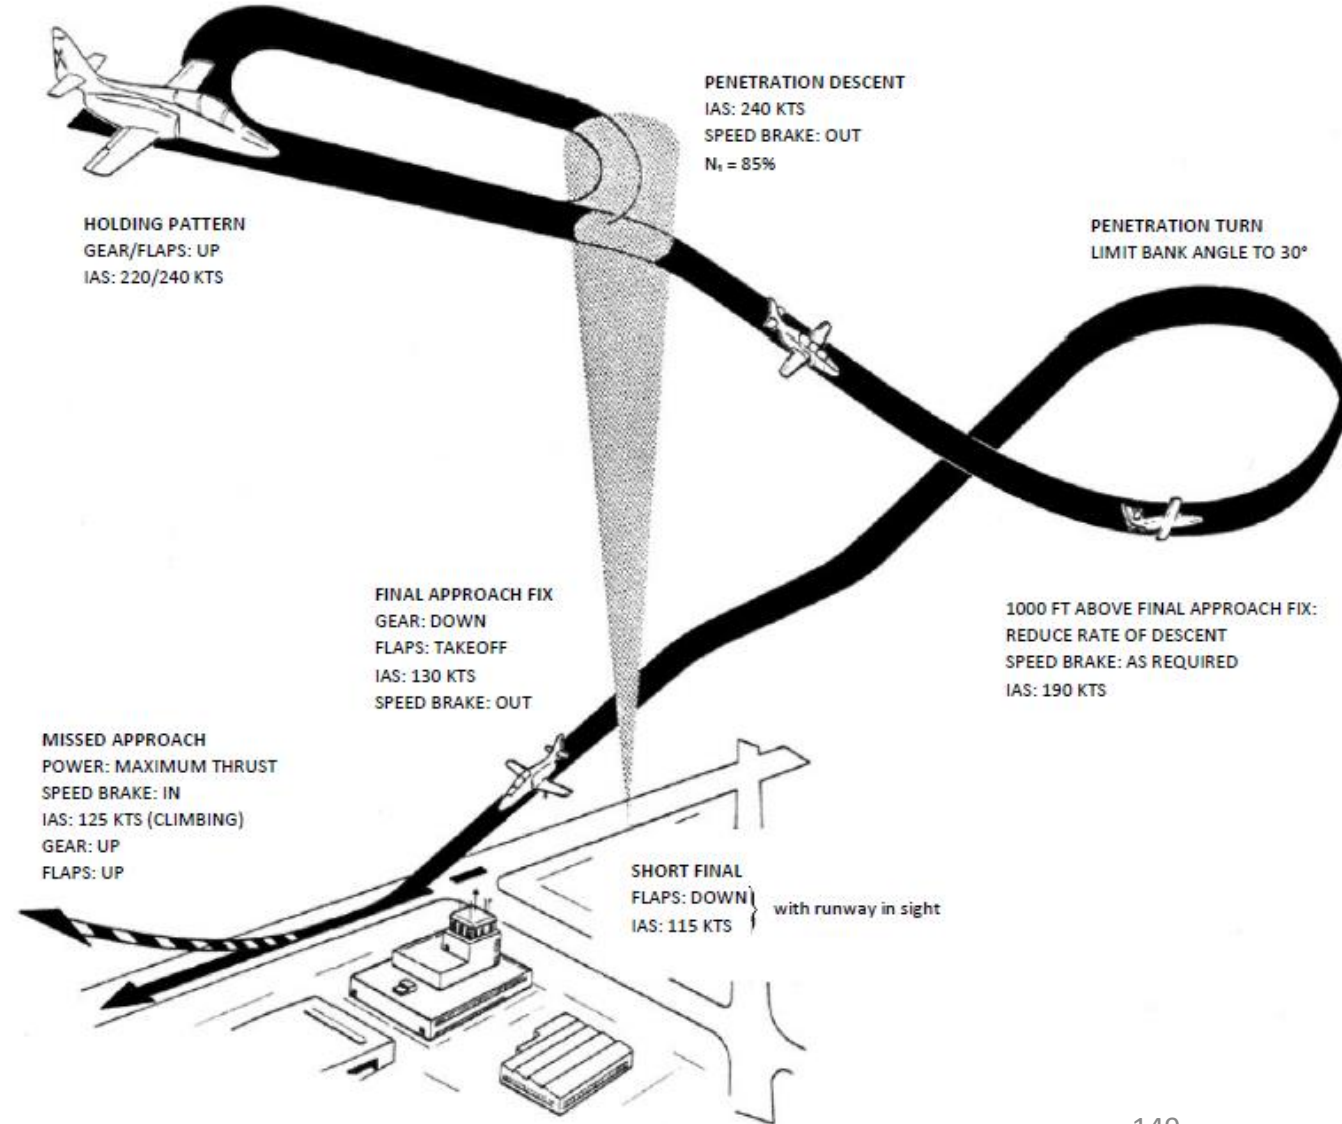 PENETRATION DESCENT
IAS: 240 KTS
SPEED BRAKE: OUT
N₁ = 85%
HOLDING PATTERN
GEAR/FLAPS: UP
IAS: 220/240 KTS
PENETRATION TURN
LIMIT BANK ANGLE TO 30°
FINAL APPROACH FIX
GEAR: DOWN
FLAPS: TAKEOFF
IAS: 130 KTS
SPEED BRAKE: OUT
1000 FT ABOVE FINAL APPROACH FIX:
REDUCE RATE OF DESCENT
SPEED BRAKE: AS REQUIRED
IAS: 190 KTS
MISSED APPROACH
POWER: MAXIMUM THRUST
SPEED BRAKE: IN
IAS: 125 KTS (CLIMBING)
GEAR: UP
FLAPS: UP
SHORT FINAL
FLAPS: DOWN
IAS: 115 KTS
with runway in sight